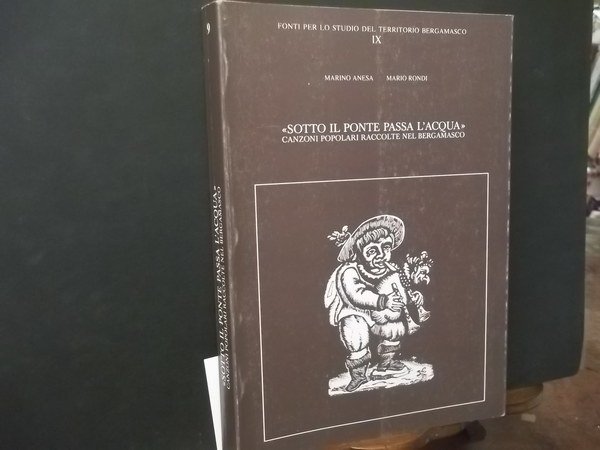 FONTI PER LO STUDIO DEL TERRITORIO BERGAMASCO
IX
MARINO ANESA MARIO RONDI
«SOTTO IL PONTE PASSA L'ACQUA»
CANZONI POPOLARI RACCOLTE NEL BERGAMASCO
9
«SOTTO IL PONTE PASSA L'ACQUA»
CANZONI POPOLARI RACCOLTE NEL BERGAMASCO